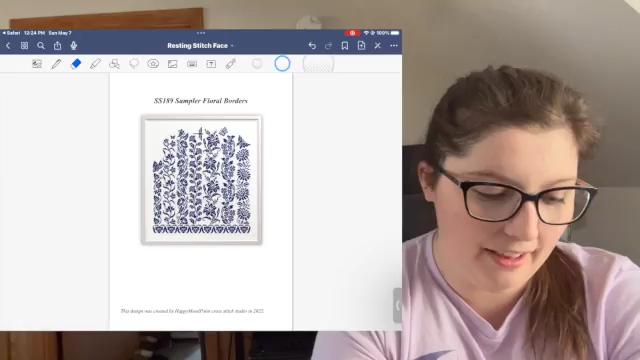 Safari 12:24 PM Sun May 7
100%
Resting Stitch Face
SS189 Sampler Floral Borders
This design was created by HappyMoodPoint cross stitch studio in 2022.